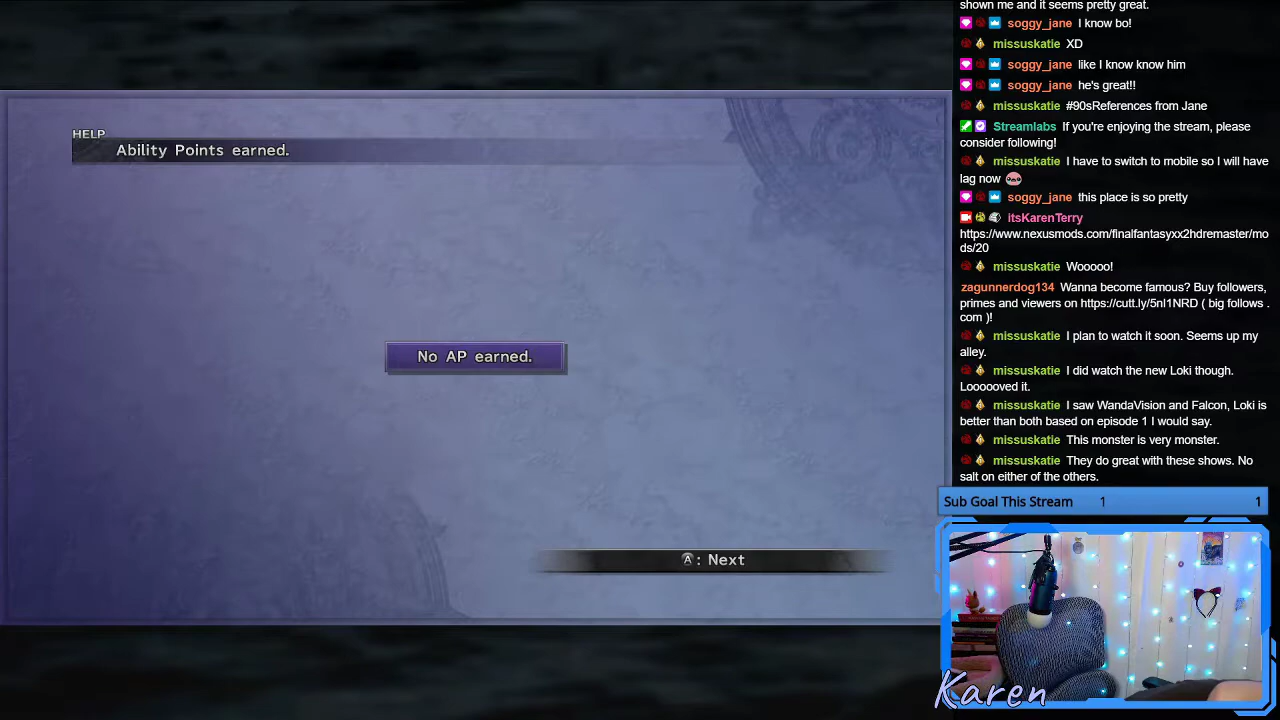 HELP
Ability Points earned.
No AP earned.
A: Next
shown me and it seems pretty great.
soggy_jane I know bo!
missuskatie XD
soggy_jane like I know know him
soggy_jane he's great!!
missuskatie #90sReferences from Jane
Streamlabs If you're enjoying the stream, please
consider following!
missuskatie I have to switch to mobile so I will have
lag now
soggy_jane this place is so pretty
itsKarenTerry
https://www.nexusmods.com/finalfantasyxx2hdremaster/mo
ds/20
missuskatie Wooooo!
zagunnerdog134 Wanna become famous? Buy followers,
primes and viewers on https://cutt.ly/5nI1NRD ( big follows .
com )!
missuskatie I plan to watch it soon. Seems up my
alley.
missuskatie I did watch the new Loki though.
Loooooved it.
missuskatie I saw WandaVision and Falcon, Loki is
better than both based on episode 1 I would say.
missuskatie This monster is very monster.
missuskatie They do great with these shows. No
salt on either of the others.
Sub Goal This Stream 1 1
Karen